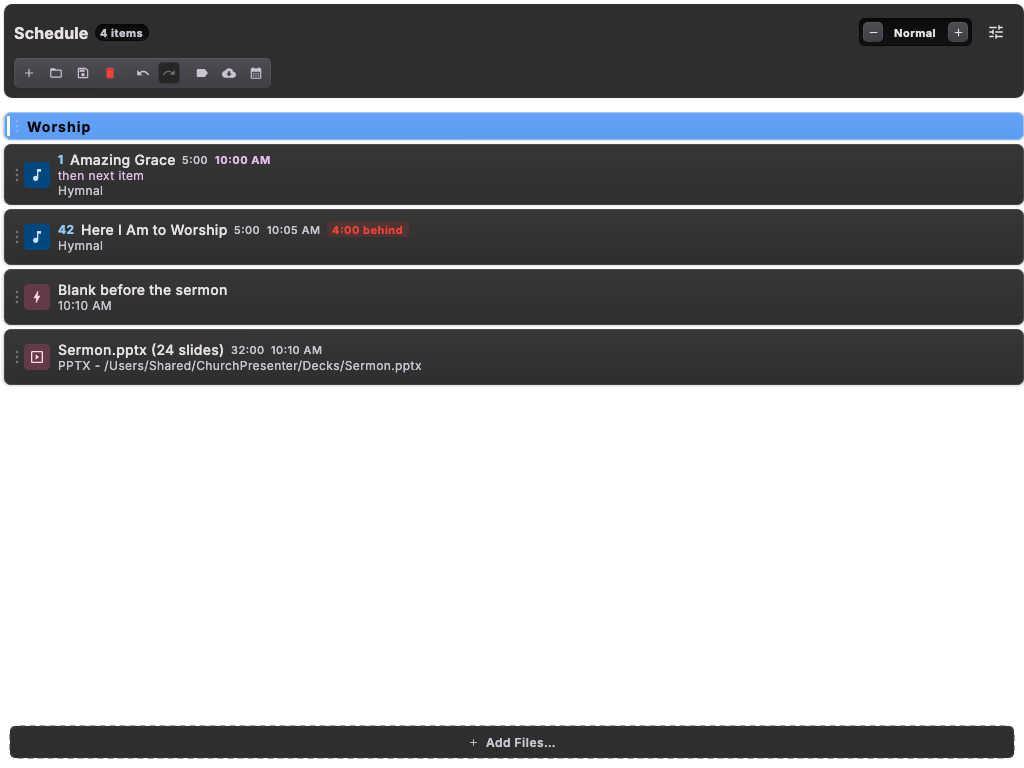 Schedule 4 items
− Normal +
Worship
1 Amazing Grace 5:00 10:00 AM
then next item
Hymnal
42 Here I Am to Worship 5:00 10:05 AM 4:00 behind
Hymnal
Blank before the sermon
10:10 AM
Sermon.pptx (24 slides) 32:00 10:10 AM
PPTX - /Users/Shared/ChurchPresenter/Decks/Sermon.pptx
+ Add Files...